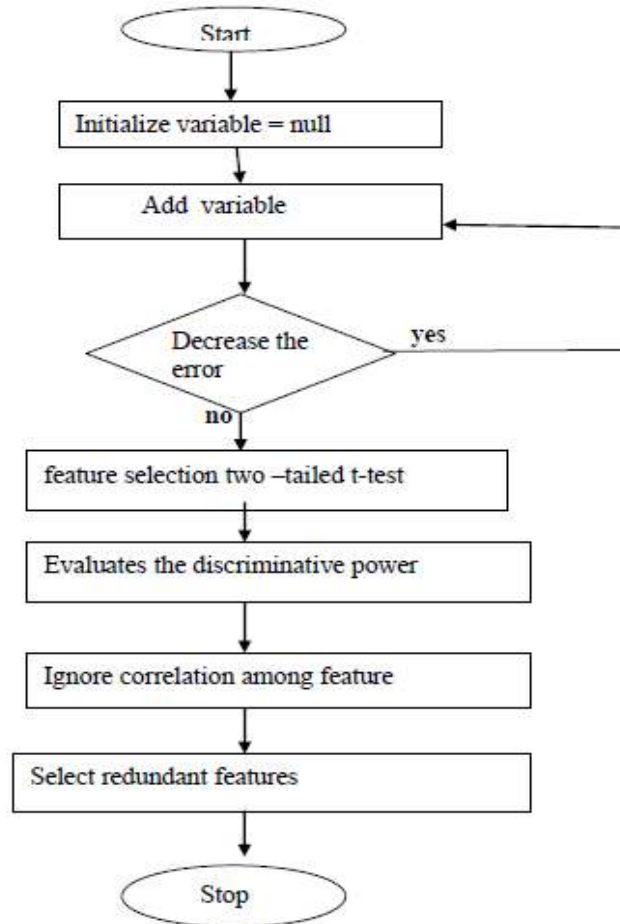 Start
Initialize variable = null
Add variable
Decrease the
error
yes
no
feature selection two –tailed t-test
Evaluates the discriminative power
Ignore correlation among feature
Select redundant features
Stop